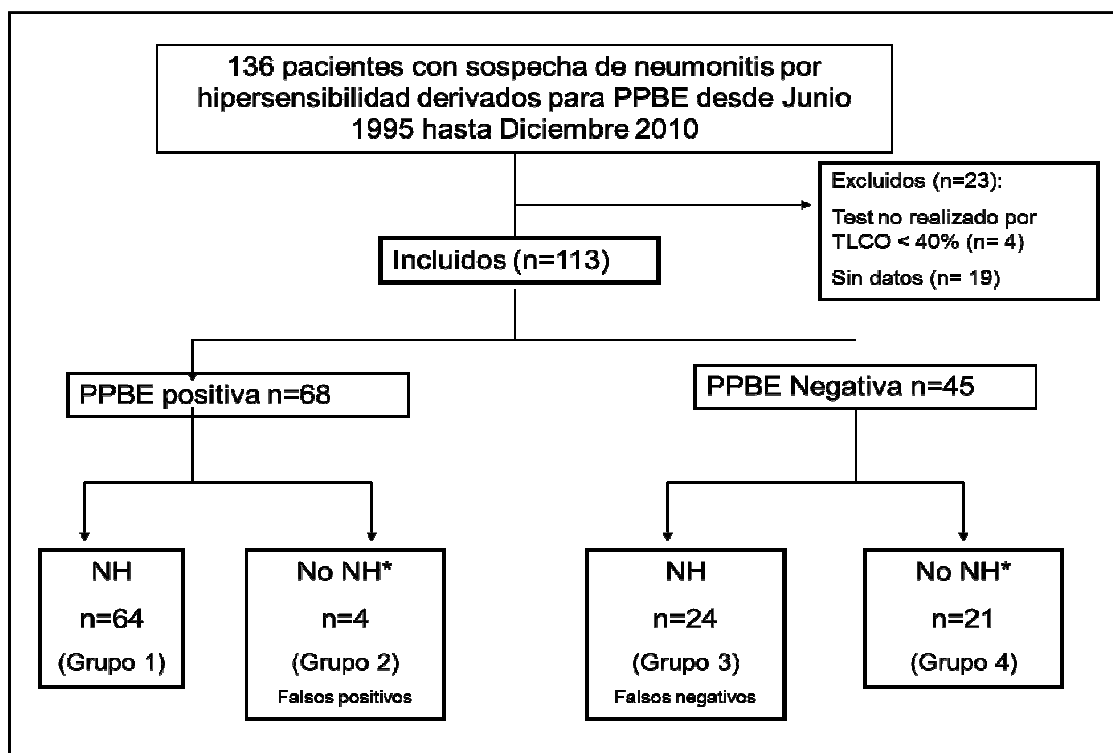 136 pacientes con sospecha de neumonitis por
hipersensibilidad derivados para PPBE desde Junio
1995 hasta Diciembre 2010
Excluidos (n=23):
Test no realizado por
TLCO < 40% (n= 4)
Sin datos (n= 19)
Incluidos (n=113)
PPBE positiva n=68
PPBE Negativa n=45
NH
n=64
(Grupo 1)
No NH*
n=4
(Grupo 2)
Falsos positivos
NH
n=24
(Grupo 3)
Falsos negativos
No NH*
n=21
(Grupo 4)